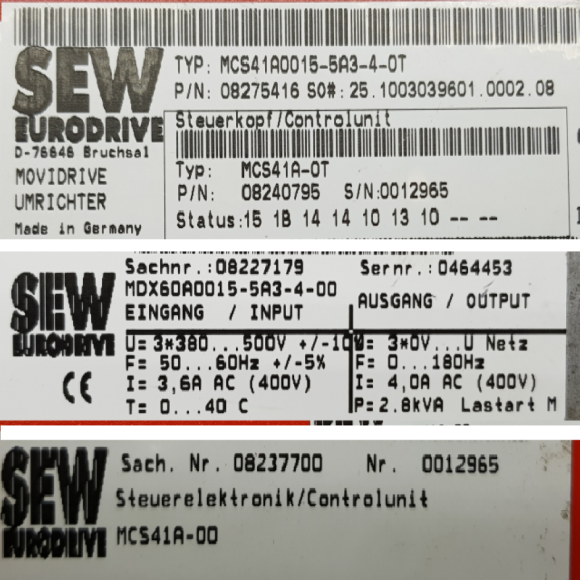 SEW
EURODRIVE
D-76646 Bruchsal
MOVIDRIVE
UMRICHTER
Made in Germany
TYP: MCS41A0015-5A3-4-0T
P/N: 08275416 SO#: 25.1003039601.0002.08
Steuerkopf/Controlunit
Typ: MCS41A-0T
P/N: 08240795 S/N:0012965
Status:15 1B 14 14 10 13 10 -- --
SEW
EURODRIVE
CE
Sachnr.:08227179 Sernr.:0464453
MDX60A0015-5A3-4-00
EINGANG / INPUT
AUSGANG / OUTPUT
U= 3*380...500V +/-10 U= 3*0V...U Netz
F= 50...60Hz +/-5% F= 0...180Hz
I= 3,6A AC (400V) I= 4,0A AC (400V)
T= 0...40 C P=2.8kVA Lastart M
SEW
EURODRIVE
Sach. Nr. 08237700 Nr. 0012965
Steuerelektronik/Controlunit
MCS41A-00